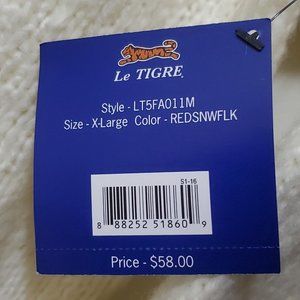 Le TIGRE
Style - LT5FA011M
Size - X-Large Color - REDSNWFLK
S1-16
8 88252 51860 9
Price - $58.00